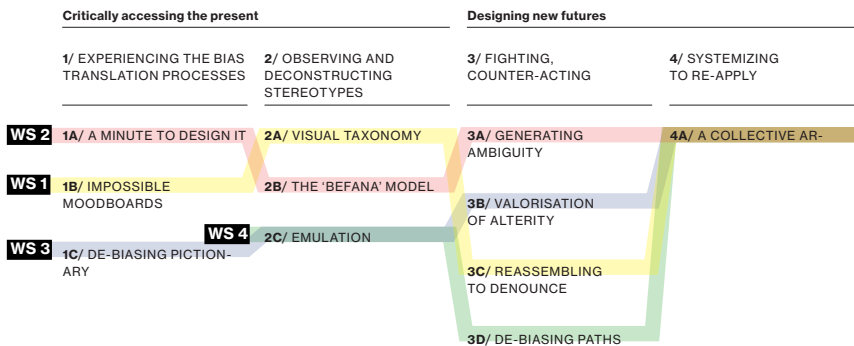 Critically accessing the present
Designing new futures
1/ EXPERIENCING THE BIAS
TRANSLATION PROCESSES
2/ OBSERVING AND
DECONSTRUCTING
STEREOTYPES
3/ FIGHTING,
COUNTER-ACTING
4/ SYSTEMIZING
TO RE-APPLY
WS 2
1A/ A MINUTE TO DESIGN IT
2A/ VISUAL TAXONOMY
3A/ GENERATING
AMBIGUITY
4A/ A COLLECTIVE AR-
WS 1
1B/ IMPOSSIBLE
MOODBOARDS
2B/ THE ‘BEFANA’ MODEL
3B/ VALORISATION
OF ALTERITY
WS 3
1C/ DE-BIASING PICTION-
ARY
WS 4
2C/ EMULATION
3C/ REASSEMBLING
TO DENOUNCE
3D/ DE-BIASING PATHS